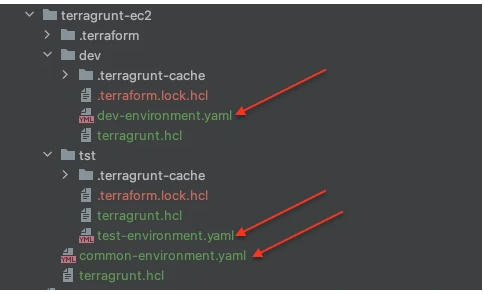 terragrunt-ec2
.terraform
dev
.terragrunt-cache
.terraform.lock.hcl
YML dev-environment.yaml
terragrunt.hcl
tst
.terragrunt-cache
.terraform.lock.hcl
terragrunt.hcl
YML test-environment.yaml
YML common-environment.yaml
terragrunt.hcl